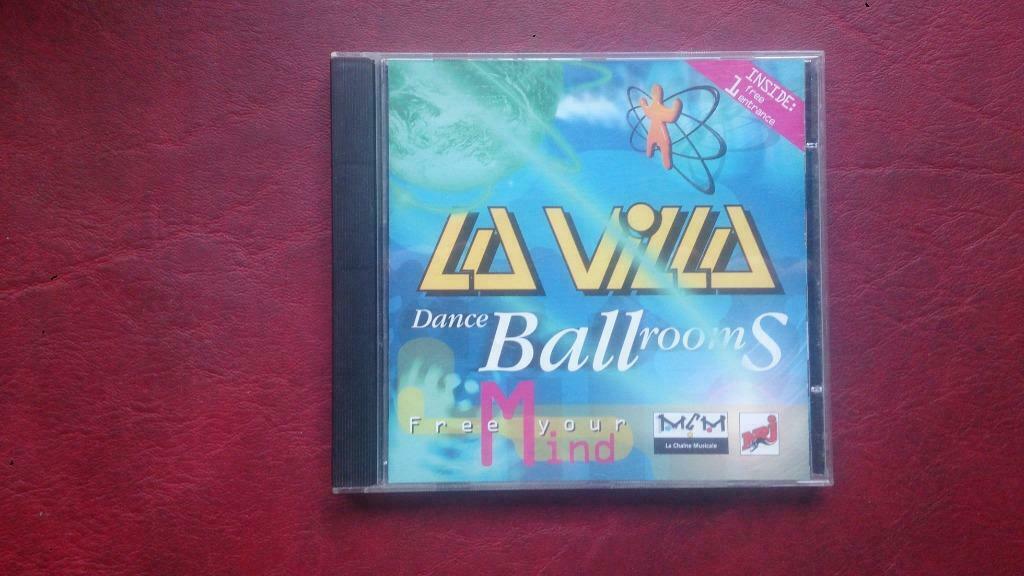 INSIDE:
1 free
entrance
LA ViLLA
Dance BallroomS
Free your
Mind
MCM
La Chaîne Musicale
NRJ